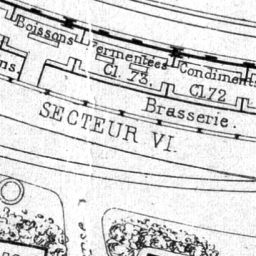 Boissons
Fermentées
Cl. 73.
Condiments
Cl.72
Brasserie.
SECTEUR VI.